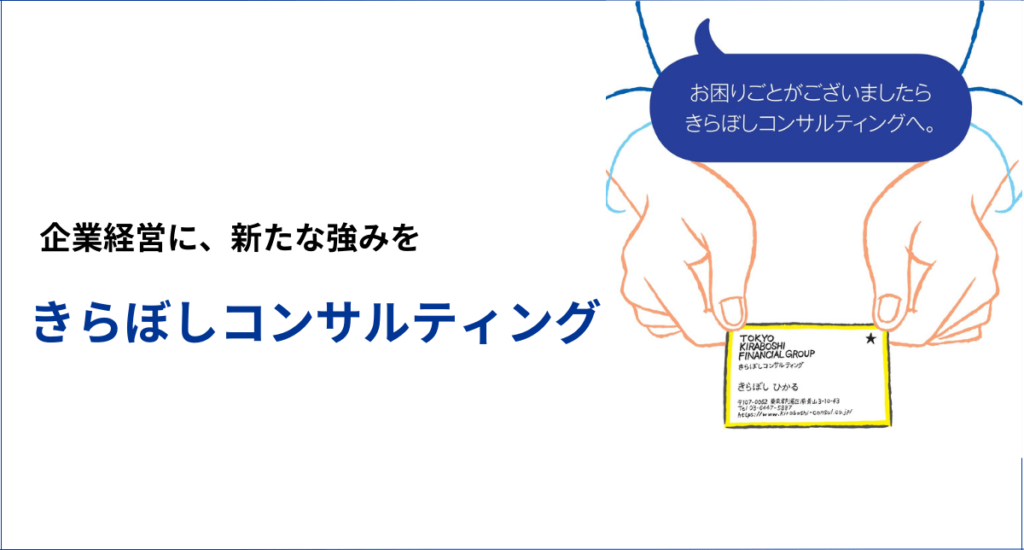 企業経営に、新たな強みを
きらぼしコンサルティング
お困りごとがございましたら
きらぼしコンサルティングへ。
TOKYO
KIRABOSHI
FINANCIAL GROUP
きらぼしコンサルティング
きらぼし ひかる
〒107-0062 東京都港区南青山3-10-43
Tel 03-6447-5897
https://www.kiraboshi-consul.co.jp/